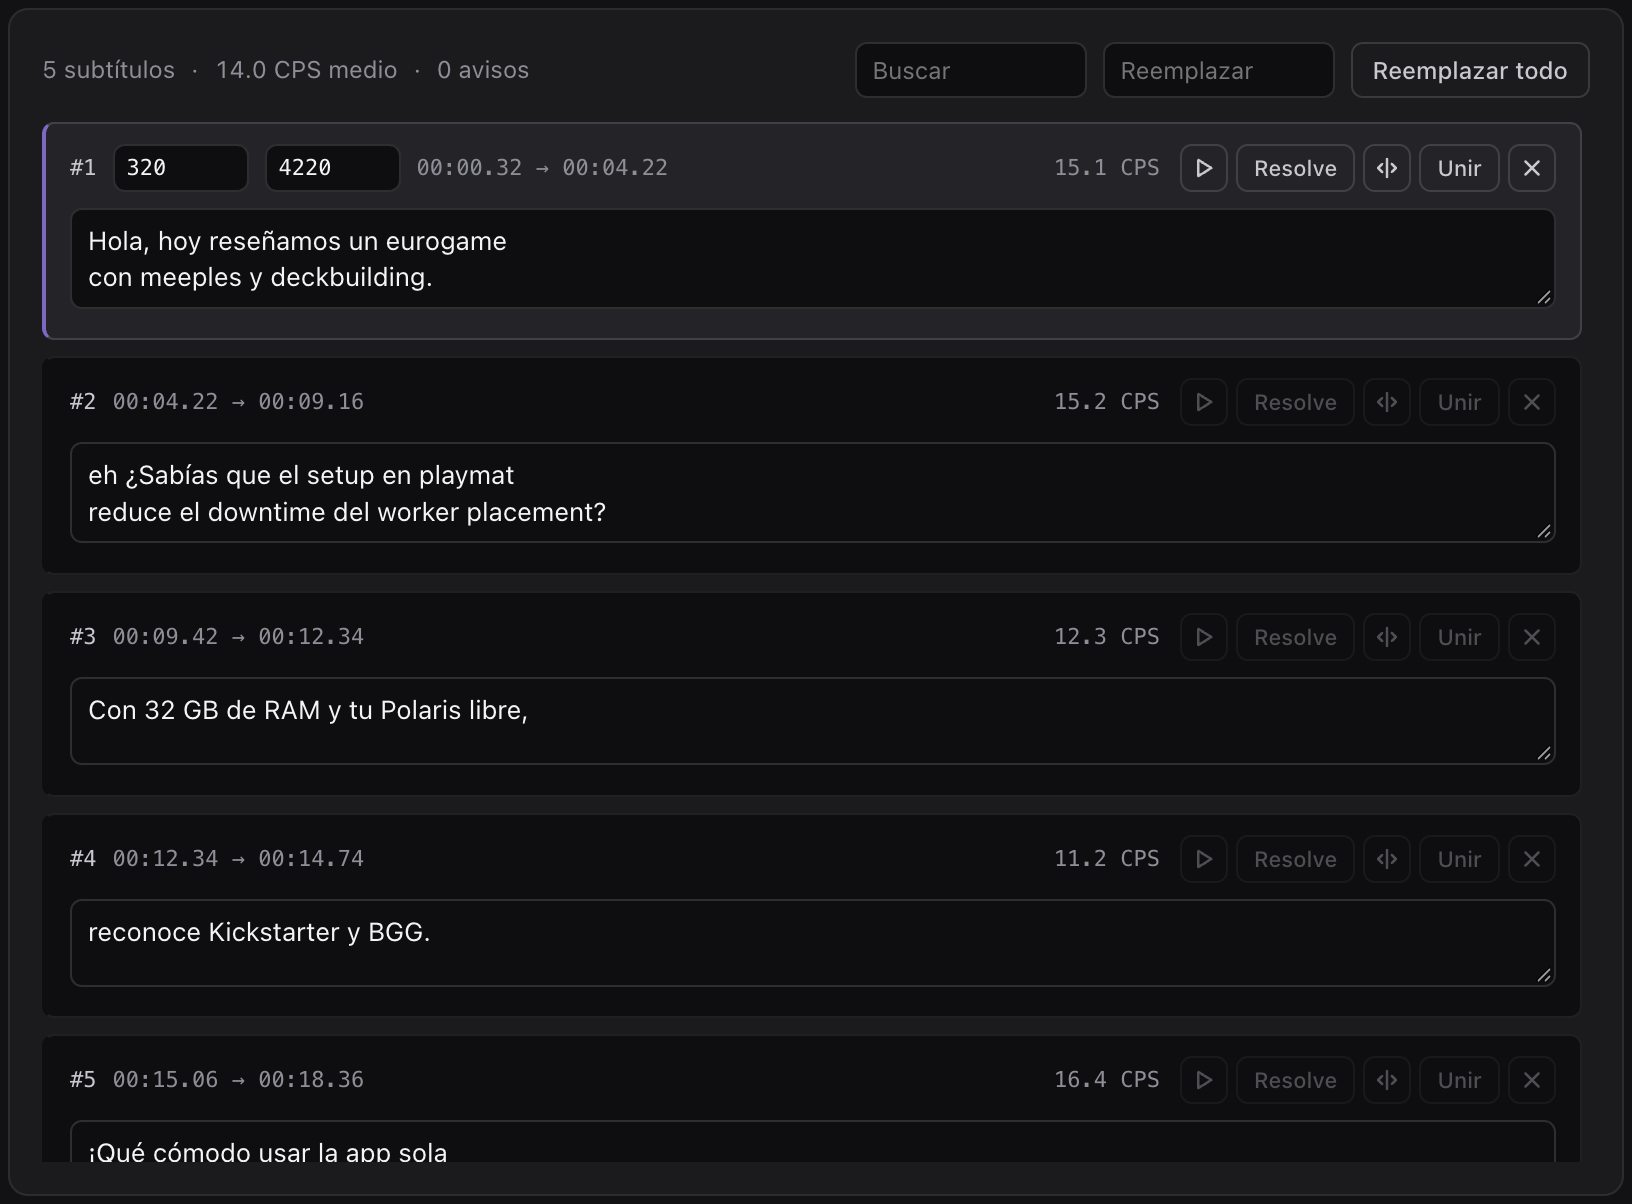 5 subtítulos · 14.0 CPS medio · 0 avisos Buscar Reemplazar Reemplazar todo
#1 320 4220 00:00.32 → 00:04.22 15.1 CPS Resolve Unir
Hola, hoy reseñamos un eurogame
con meeples y deckbuilding.
#2 00:04.22 → 00:09.16 15.2 CPS Resolve Unir
eh ¿Sabías que el setup en playmat
reduce el downtime del worker placement?
#3 00:09.42 → 00:12.34 12.3 CPS Resolve Unir
Con 32 GB de RAM y tu Polaris libre,
#4 00:12.34 → 00:14.74 11.2 CPS Resolve Unir
reconoce Kickstarter y BGG.
#5 00:15.06 → 00:18.36 16.4 CPS Resolve Unir
¡Qué cómodo usar la app sola